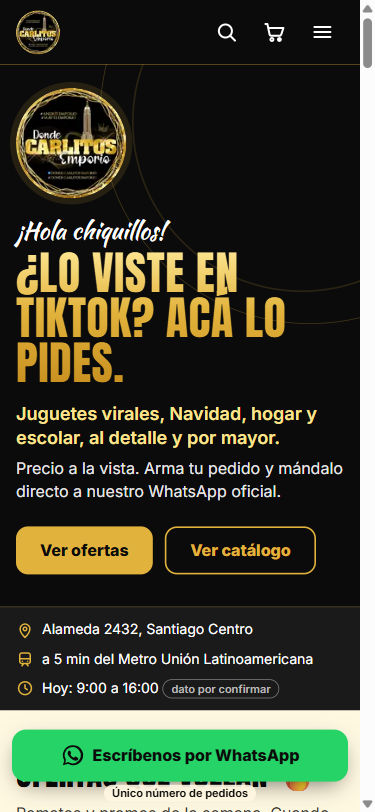 Donde
CARLITOS
Emporio
¡Hola chiquillos!
¿LO VISTE EN
TIKTOK? ACÁ LO
PIDES.
Juguetes virales, Navidad, hogar y
escolar, al detalle y por mayor.
Precio a la vista. Arma tu pedido y mándalo
directo a nuestro WhatsApp oficial.
Ver ofertas
Ver catálogo
Alameda 2432, Santiago Centro
a 5 min del Metro Unión Latinoamericana
Hoy: 9:00 a 16:00 dato por confirmar
Escríbenos por WhatsApp
Único número de pedidos